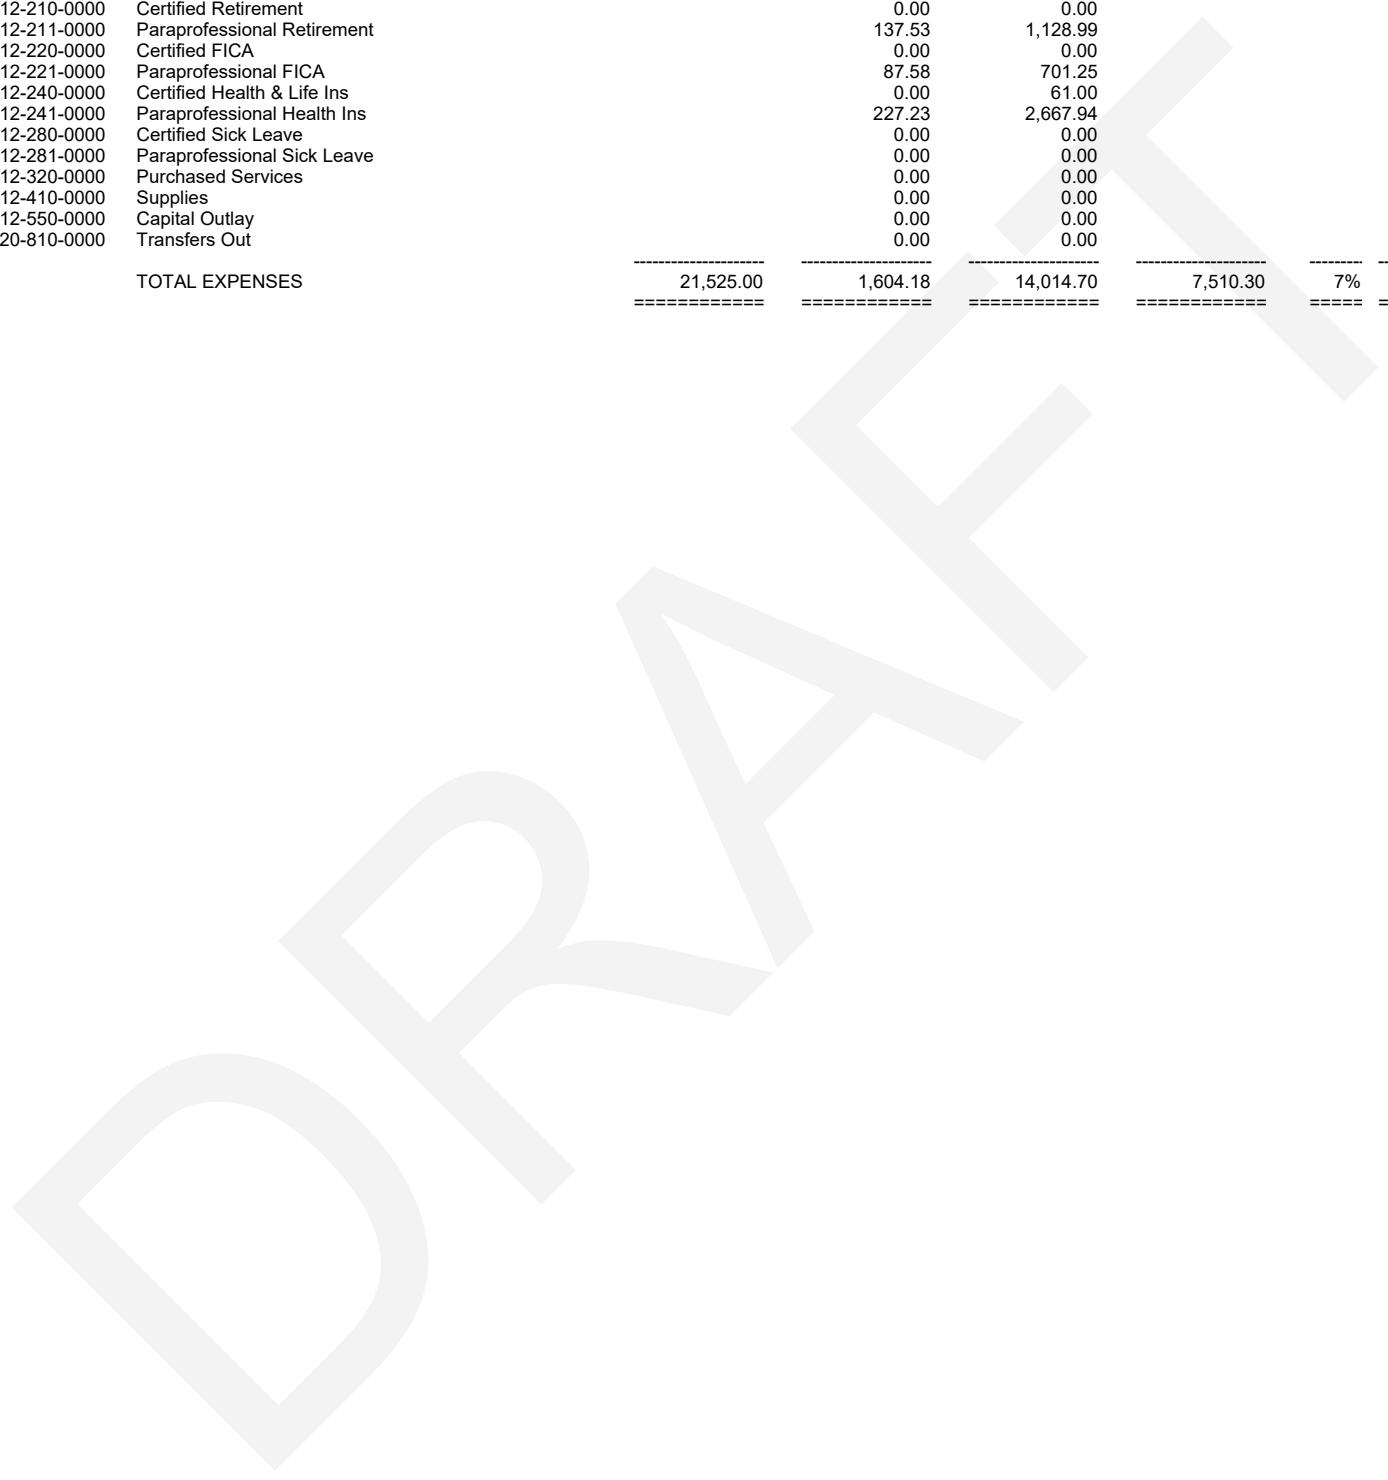 12-210-0000 Certified Retirement 0.00 0.00
12-211-0000 Paraprofessional Retirement 137.53 1,128.99
12-220-0000 Certified FICA 0.00 0.00
12-221-0000 Paraprofessional FICA 87.58 701.25
12-240-0000 Certified Health & Life Ins 0.00 61.00
12-241-0000 Paraprofessional Health Ins 227.23 2,667.94
12-280-0000 Certified Sick Leave 0.00 0.00
12-281-0000 Paraprofessional Sick Leave 0.00 0.00
12-320-0000 Purchased Services 0.00 0.00
12-410-0000 Supplies 0.00 0.00
12-550-0000 Capital Outlay 0.00 0.00
20-810-0000 Transfers Out 0.00 0.00
--------------------- --------------------- --------------------- --------------------- -------- --
TOTAL EXPENSES 21,525.00 1,604.18 14,014.70 7,510.30 7%
============ ============ ============ ============ ===== =
DRAFT